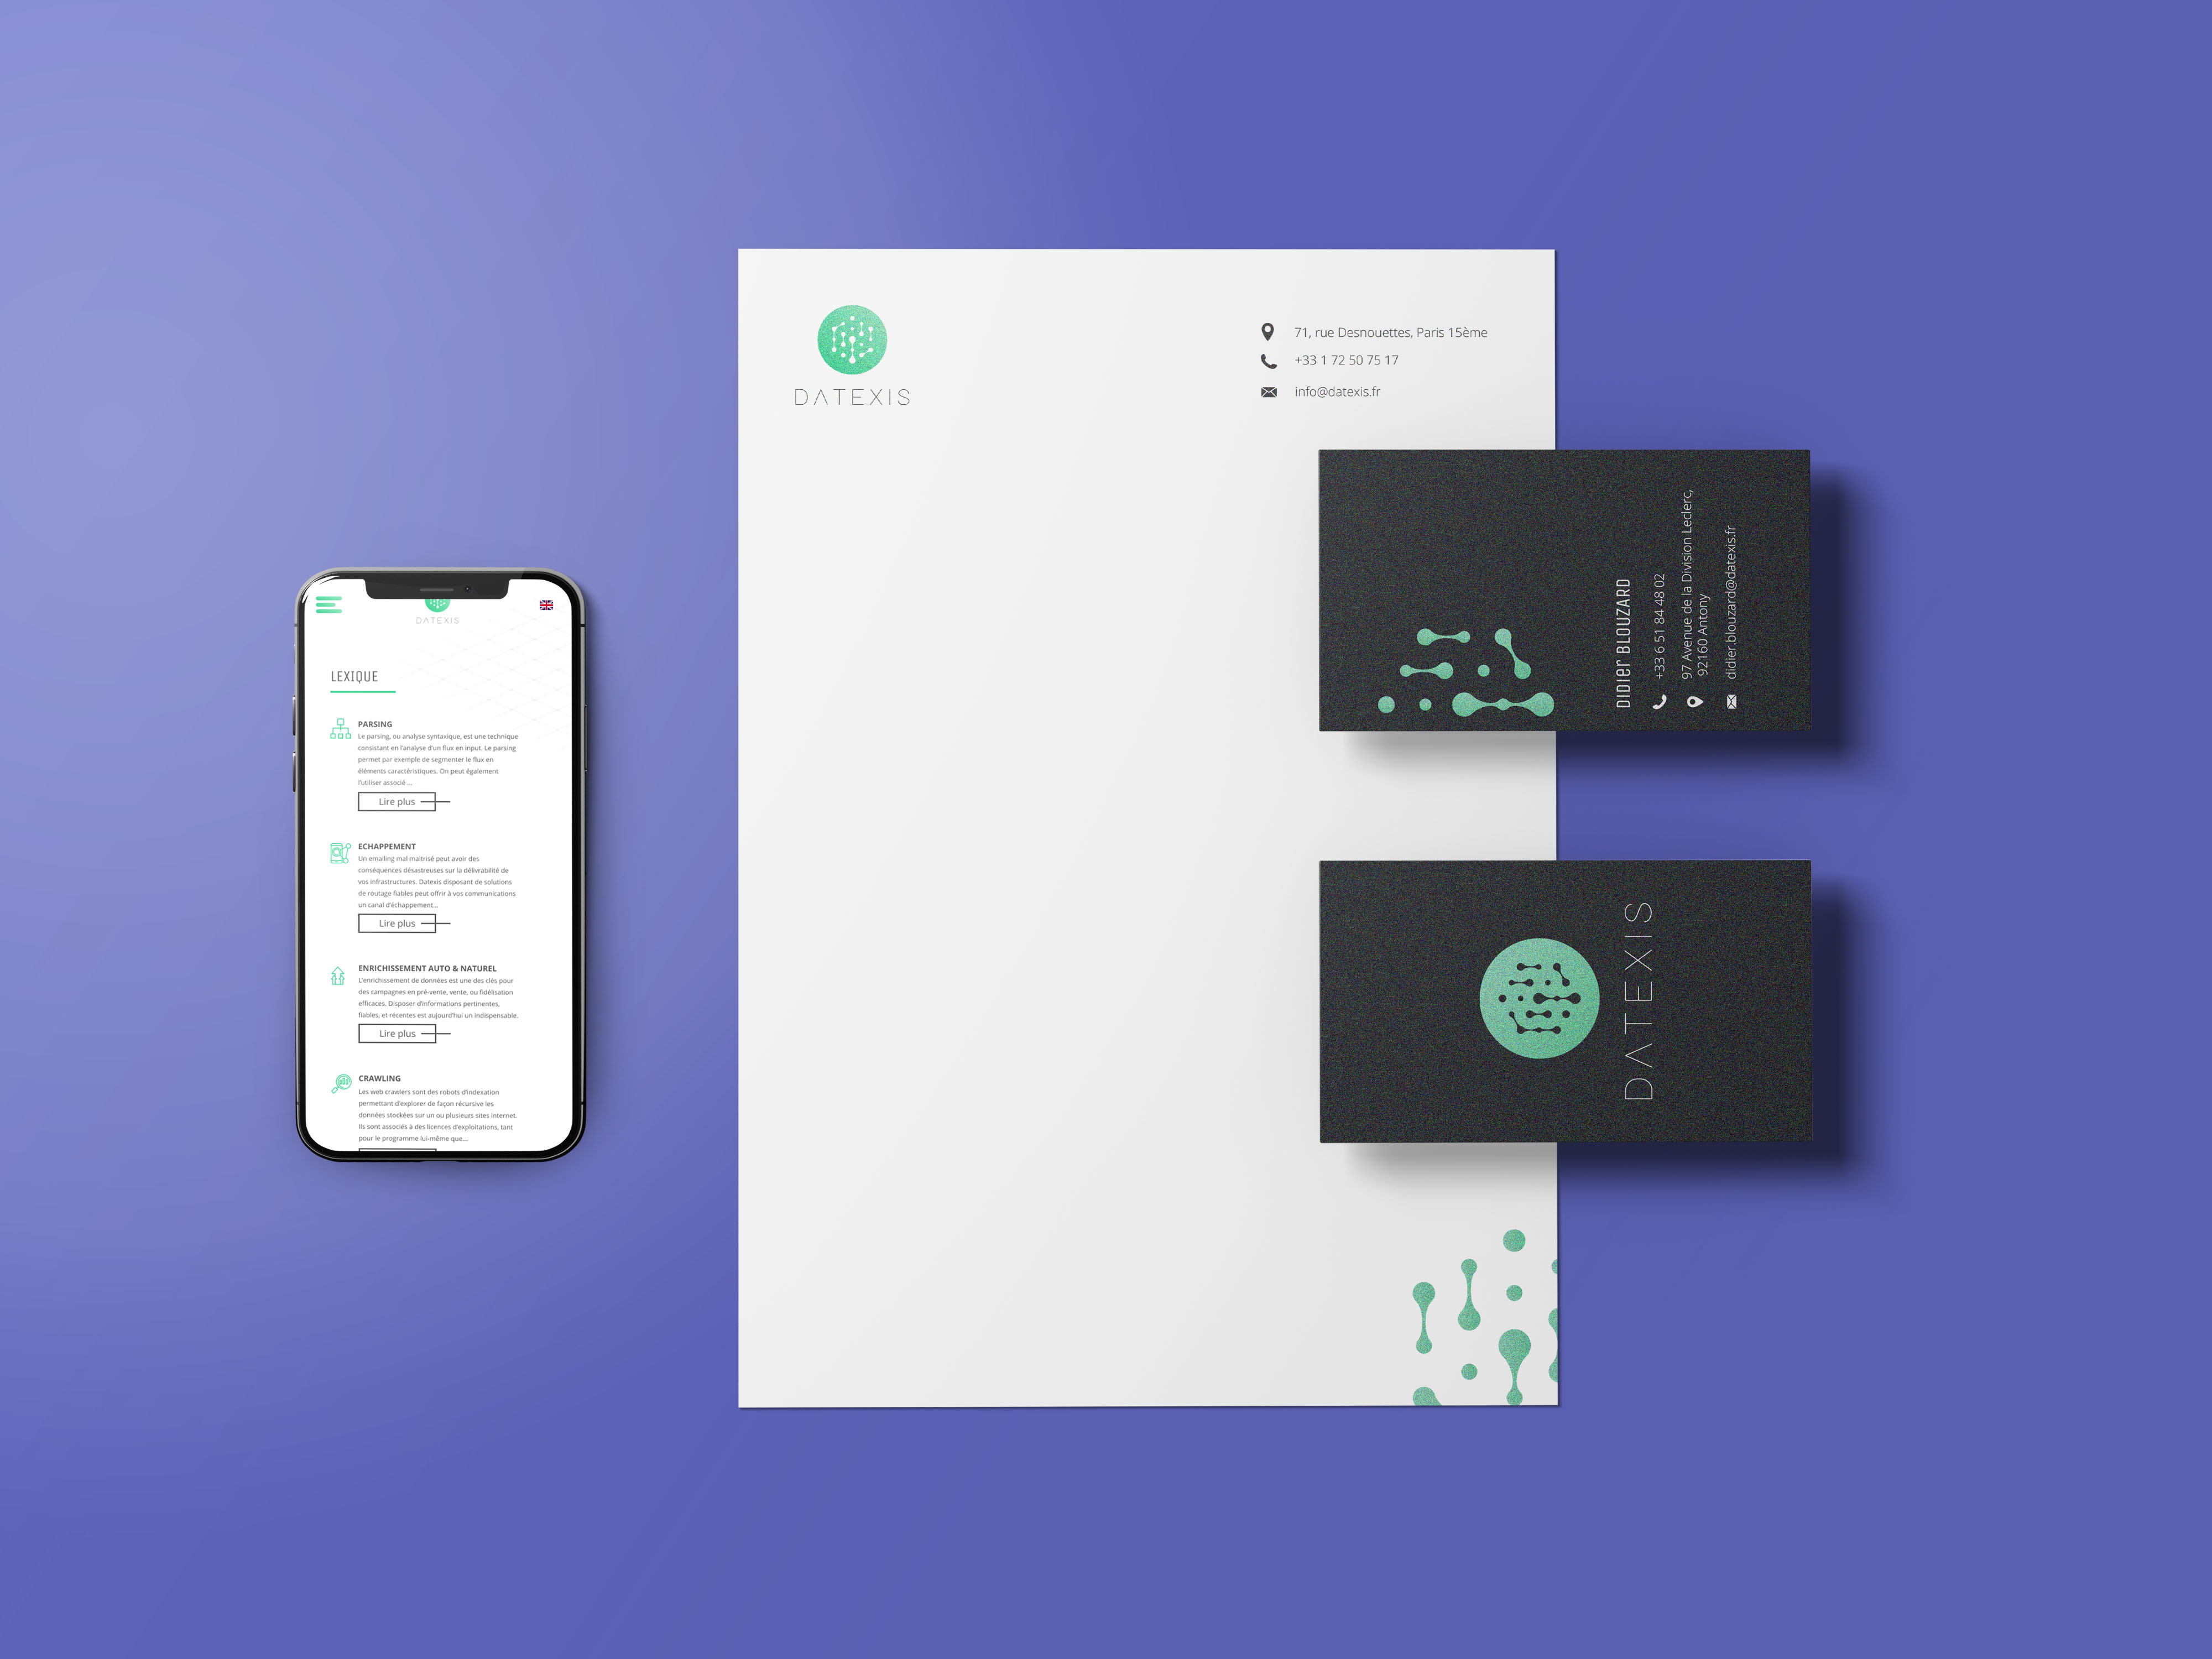 DATEXIS
LEXIQUE
PARSING
Le parsing, ou analyse syntaxique, est une technique
consistant en l'analyse d'un flux en input. Le parsing
permet par exemple de segmenter le flux en
éléments caractéristiques. On peut également
l'utiliser associé ...
Lire plus
ECHAPPEMENT
Un emailing mal maitrisé peut avoir des
conséquences désastreuses sur la délivrabilité de
vos infrastructures. Datexis disposant de solutions
de routage fiables peut offrir à vos communications
un canal d'échappement...
Lire plus
ENRICHISSEMENT AUTO & NATUREL
L'enrichissement de données est une des clés pour
des campagnes en pré-vente, vente, ou fidélisation
efficaces. Disposer d'informations pertinentes,
fiables, et récentes est aujourd'hui un indispensable.
Lire plus
CRAWLING
Les web crawlers sont des robots d'indexation
permettant d'explorer de façon récursive les
données stockées sur un ou plusieurs sites internet.
Ils sont associés à des licences d'exploitations, tant
pour le programme lui-même que...
DATEXIS
71, rue Desnouettes, Paris 15ème
+33 1 72 50 75 17
info@datexis.fr
DIDIER BLOUZARD
+33 6 51 84 48 02
97 Avenue de la Division Leclerc,
92160 Antony
didier.blouzard@datexis.fr
DATEXIS